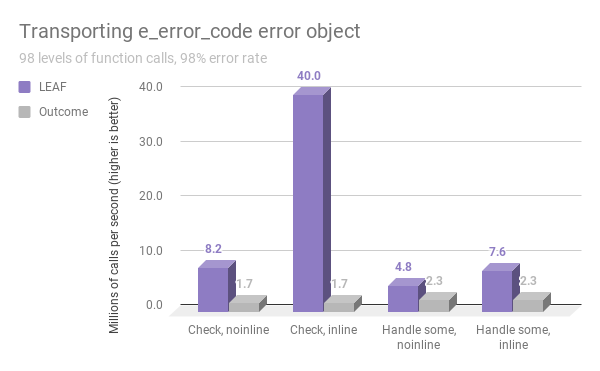 Transporting e_error_code error object
98 levels of function calls, 98% error rate
LEAF
Outcome
Millions of calls per second (higher is better)
40.0
30.0
20.0
10.0
0.0
8.2
1.7
40.0
1.7
4.8
2.3
7.6
2.3
Check, noinline
Check, inline
Handle some,
noinline
Handle some,
inline